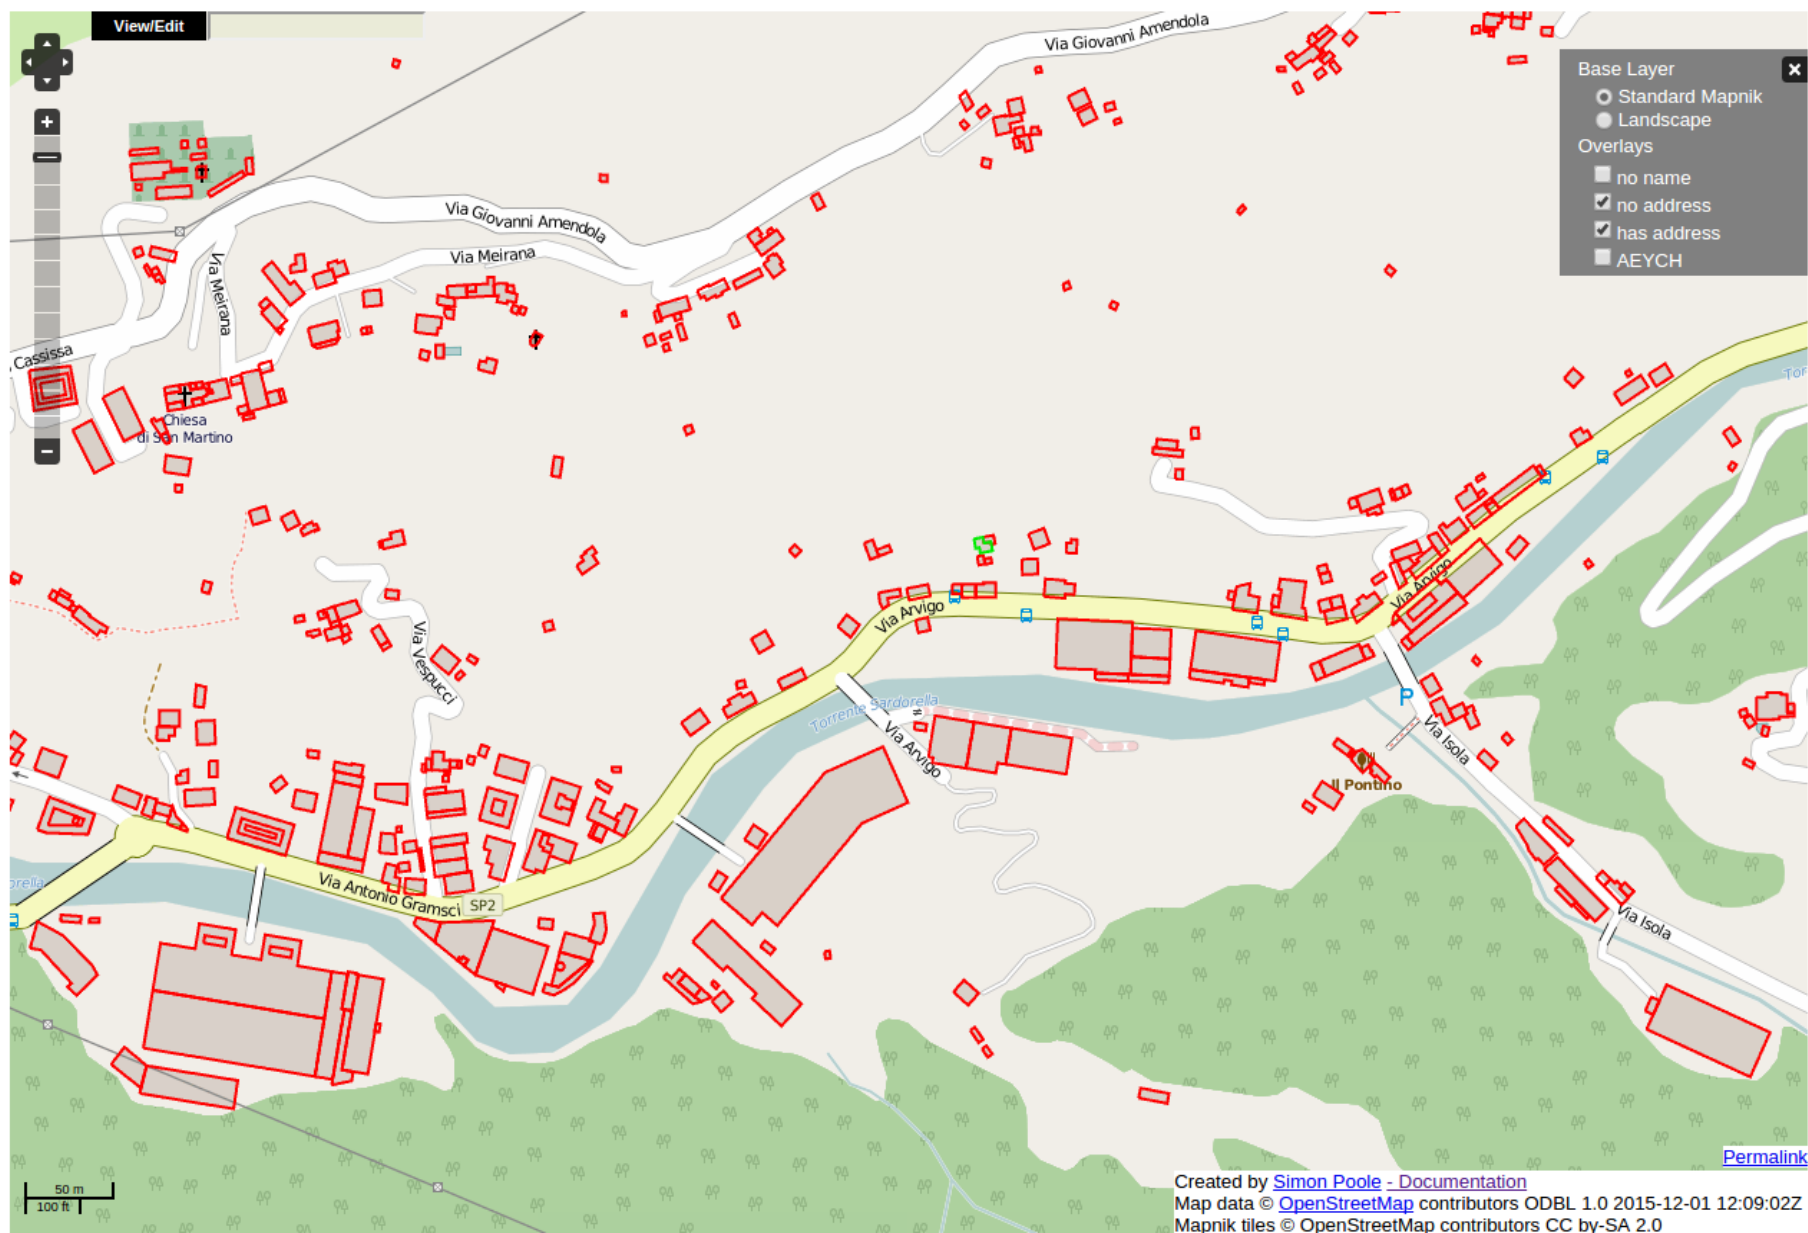 View/Edit
Via Giovanni Amendola
Base Layer
Standard Mapnik
Landscape
Overlays
no name
no address
has address
AEYCH
Via Giovanni Amendola
Via Meirana
Via Meirana
Cassissa
Chiesa
di San Martino
Via Vespucci
Via Arvigo
Via Arvigo
Torrente Sardorella
Via Arvigo
P
Via Isola
Il Pontino
Via Antonio Gramsci
SP2
orella
Via Isola
Tor
50 m
100 ft
Permalink
Created by Simon Poole - Documentation
Map data © OpenStreetMap contributors ODBL 1.0 2015-12-01 12:09:02Z
Mapnik tiles © OpenStreetMap contributors CC by-SA 2.0